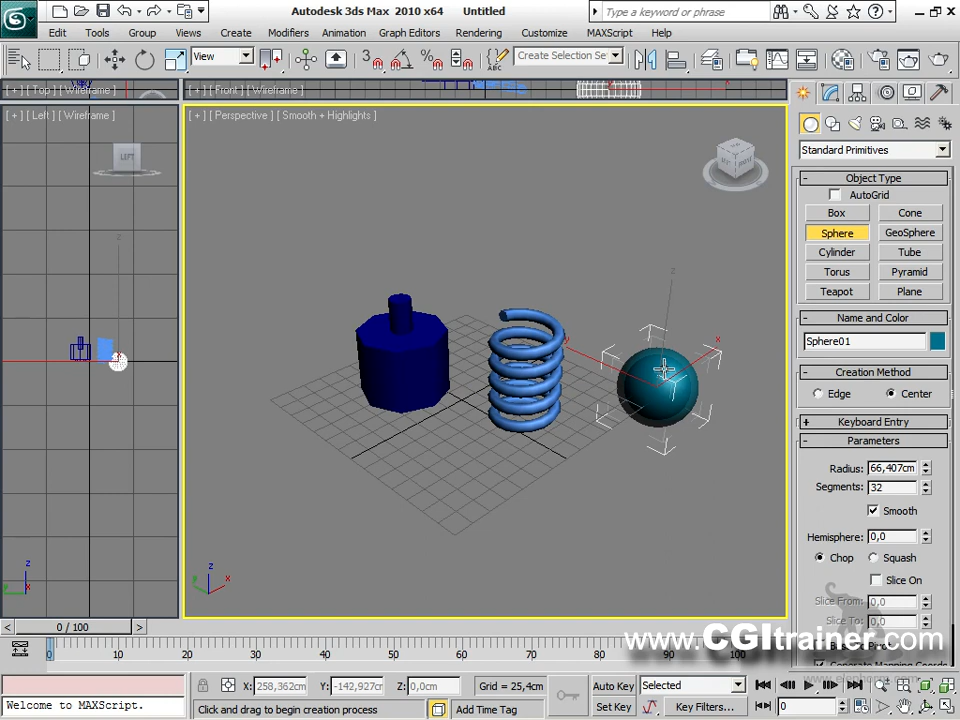 Autodesk 3ds Max 2010 x64 Untitled
Type a keyword or phrase
Edit Tools Group Views Create Modifiers Animation Graph Editors Rendering Customize MAXScript Help
View
3
Create Selection Se
[ + ] [ Top ] [ Wireframe ]
[ + ] [ Front ] [ Wireframe ]
[ + ] [ Left ] [ Wireframe ]
[ + ] [ Perspective ] [ Smooth + Highlights ]
LEFT
Standard Primitives
Object Type
AutoGrid
Box Cone
Sphere GeoSphere
Cylinder Tube
Torus Pyramid
Teapot Plane
Name and Color
Sphere01
Creation Method
Edge Center
Keyboard Entry
Parameters
Radius: 66,407cm
Segments: 32
Smooth
Hemisphere: 0,0
Chop Squash
Slice On
Slice From: 0,0
Slice To: 0,0
z
x
y
z
x
y
z
x
www.CGItrainer.com
0 / 100
0 10 20 30 40 50 60 70 80 90 100
X: 258,362cm Y: -142,927cm Z: 0,0cm Grid = 25,4cm
Auto Key Selected
Welcome to MAXScript.
Click and drag to begin creation process
Add Time Tag
Set Key Key Filters... 0